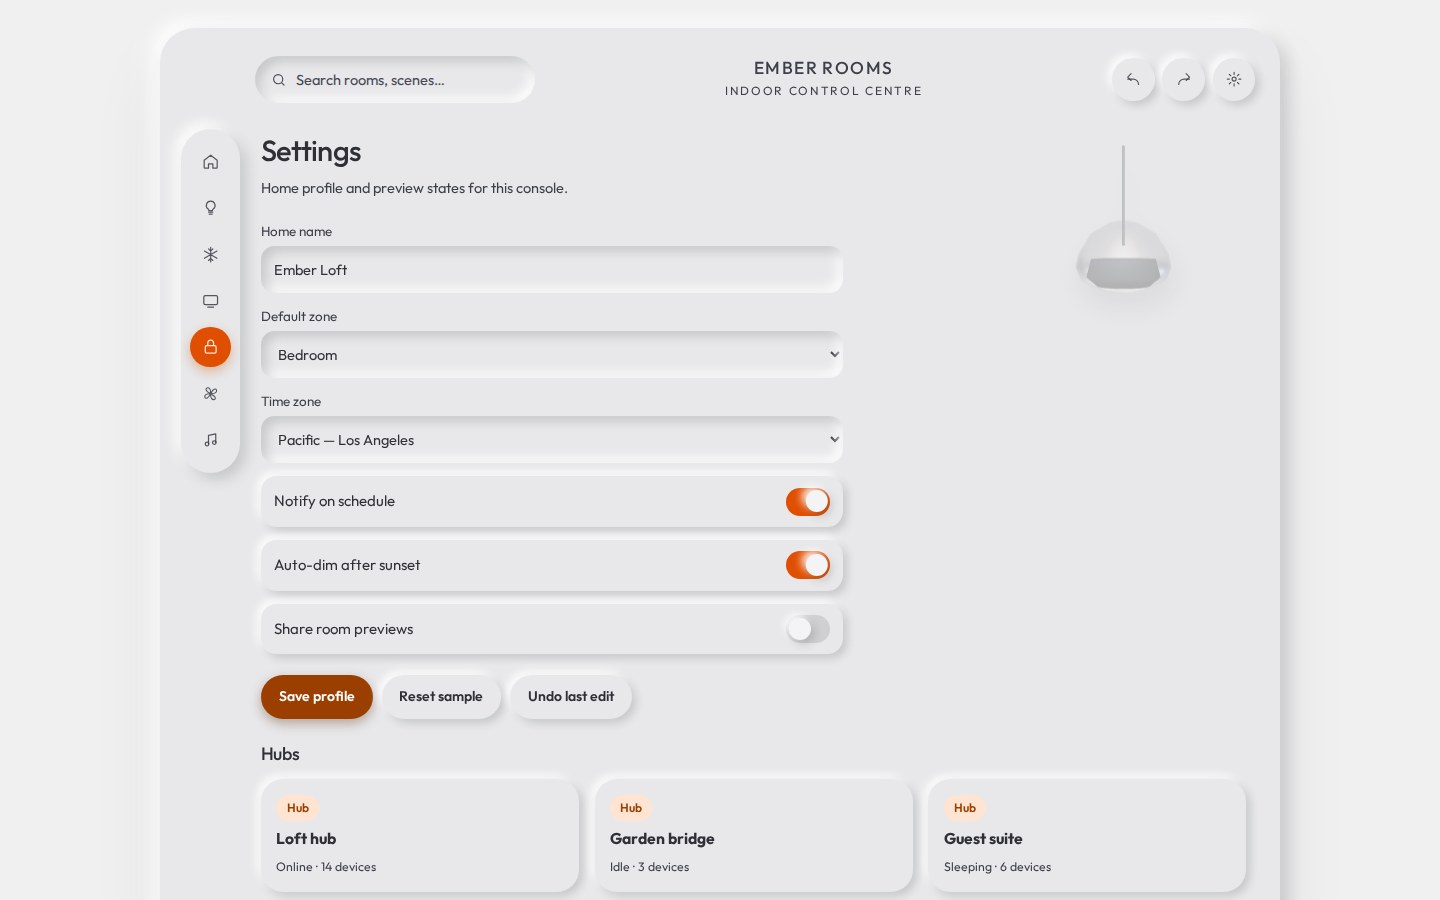 Search rooms, scenes...
EMBER ROOMS
INDOOR CONTROL CENTRE
Settings
Home profile and preview states for this console.
Home name
Ember Loft
Default zone
Bedroom
Time zone
Pacific — Los Angeles
Notify on schedule
Auto-dim after sunset
Share room previews
Save profile
Reset sample
Undo last edit
Hubs
Hub
Loft hub
Online · 14 devices
Hub
Garden bridge
Idle · 3 devices
Hub
Guest suite
Sleeping · 6 devices